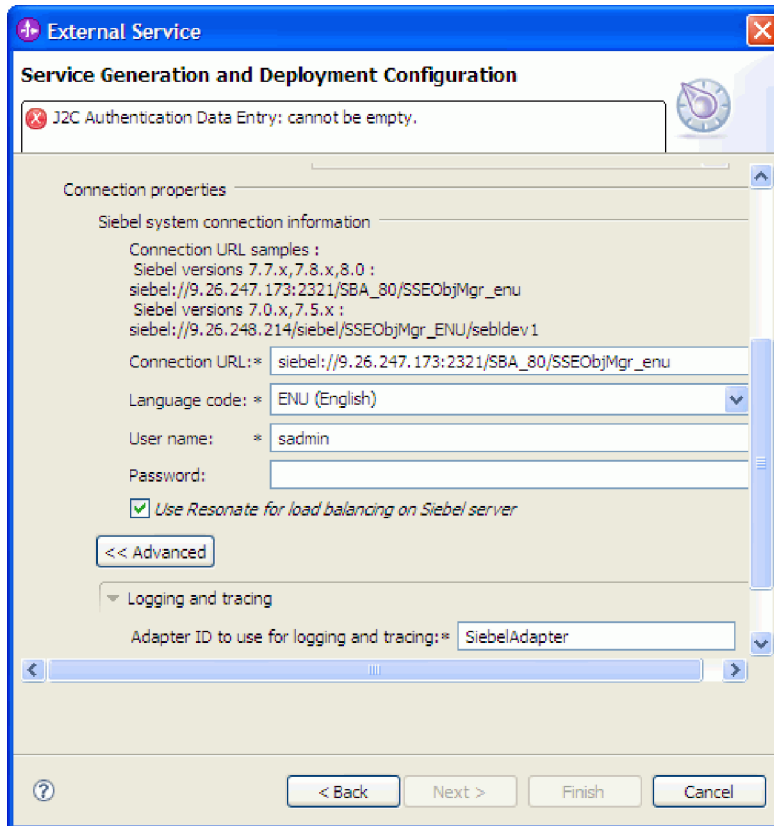 External Service
Service Generation and Deployment Configuration
J2C Authentication Data Entry: cannot be empty.
Connection properties
Siebel system connection information
Connection URL samples :
Siebel versions 7.7.x,7.8.x,8.0 :
siebel://9.26.247.173:2321/SBA_80/SSEObjMgr_enu
Siebel versions 7.0.x,7.5.x :
siebel://9.26.248.214/siebel/SSEObjMgr_ENU/sebldev1
Connection URL:* siebel://9.26.247.173:2321/SBA_80/SSEObjMgr_enu
Language code: * ENU (English)
User name: * sadmin
Password:
Use Resonate for load balancing on Siebel server
<< Advanced
Logging and tracing
Adapter ID to use for logging and tracing:* SiebelAdapter
? < Back Next > Finish Cancel